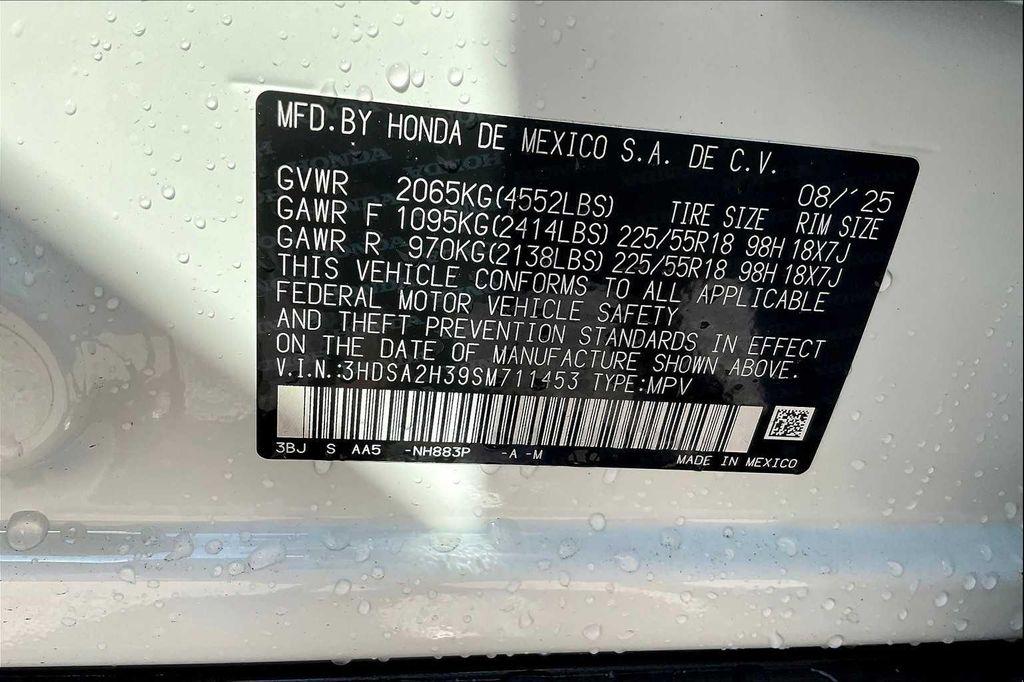 MFD.BY HONDA DE MEXICO S.A. DE C.V.
08/'25
GVWR 2065KG(4552LBS) TIRE SIZE RIM SIZE
GAWR F 1095KG(2414LBS) 225/55R18 98H 18X7J
GAWR R 970KG(2138LBS) 225/55R18 98H 18X7J
THIS VEHICLE CONFORMS TO ALL APPLICABLE
FEDERAL MOTOR VEHICLE SAFETY
AND THEFT PREVENTION STANDARDS IN EFFECT
ON THE DATE OF MANUFACTURE SHOWN ABOVE.
V.I.N.:3HDSA2H39SM711453 TYPE:MPV
3BJ S AA5 -NH883P -A -M MADE IN MEXICO